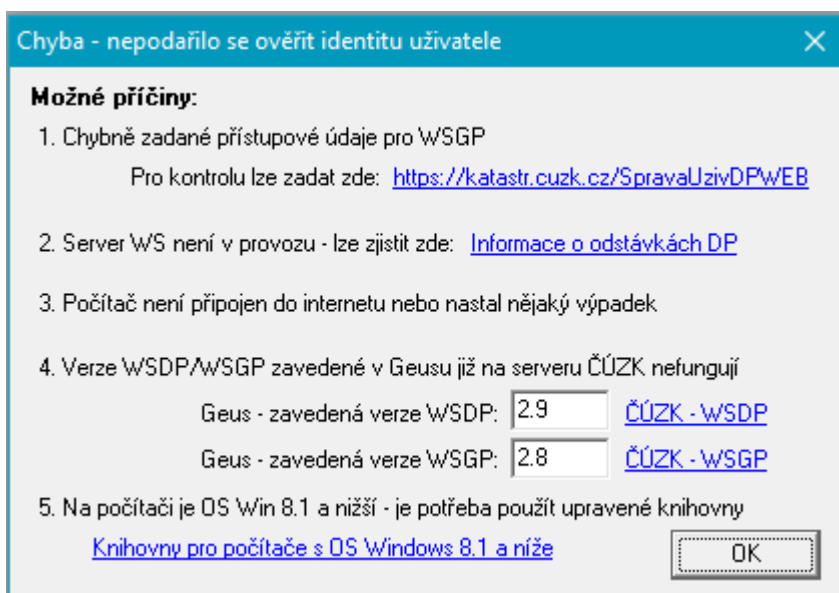 Chyba - nepodařilo se ověřit identitu uživatele
Možné příčiny:
1. Chybně zadané přístupové údaje pro WSGP
Pro kontrolu lze zadat zde: https://katastr.cuzk.cz/SpravaUzivDPWEB
2. Server WS není v provozu - lze zjistit zde: Informace o odstávkách DP
3. Počítač není připojen do internetu nebo nastal nějaký výpadek
4. Verze WSDP/WSGP zavedené v Geusu již na serveru ČÚZK nefungují
Geus - zavedená verze WSDP: 2.9 ČÚZK - WSDP
Geus - zavedená verze WSGP: 2.8 ČÚZK - WSGP
5. Na počítači je OS Win 8.1 a nižší - je potřeba použít upravené knihovny
Knihovny pro počítače s OS Windows 8.1 a níže
OK